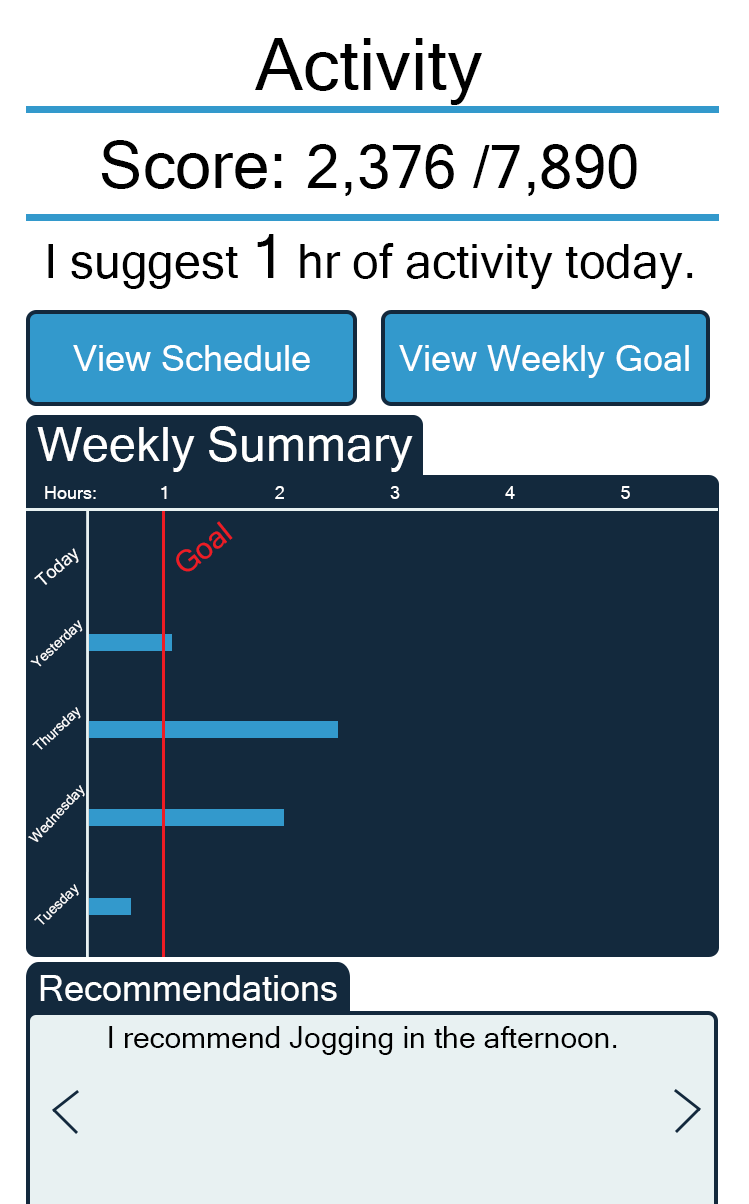 Activity
Score: 2,376 /7,890
I suggest 1 hr of activity today.
View Schedule
View Weekly Goal
Weekly Summary
Hours: 1 2 3 4 5
Goal
Today
Yesterday
Thursday
Wednesday
Tuesday
Recommendations
I recommend Jogging in the afternoon.